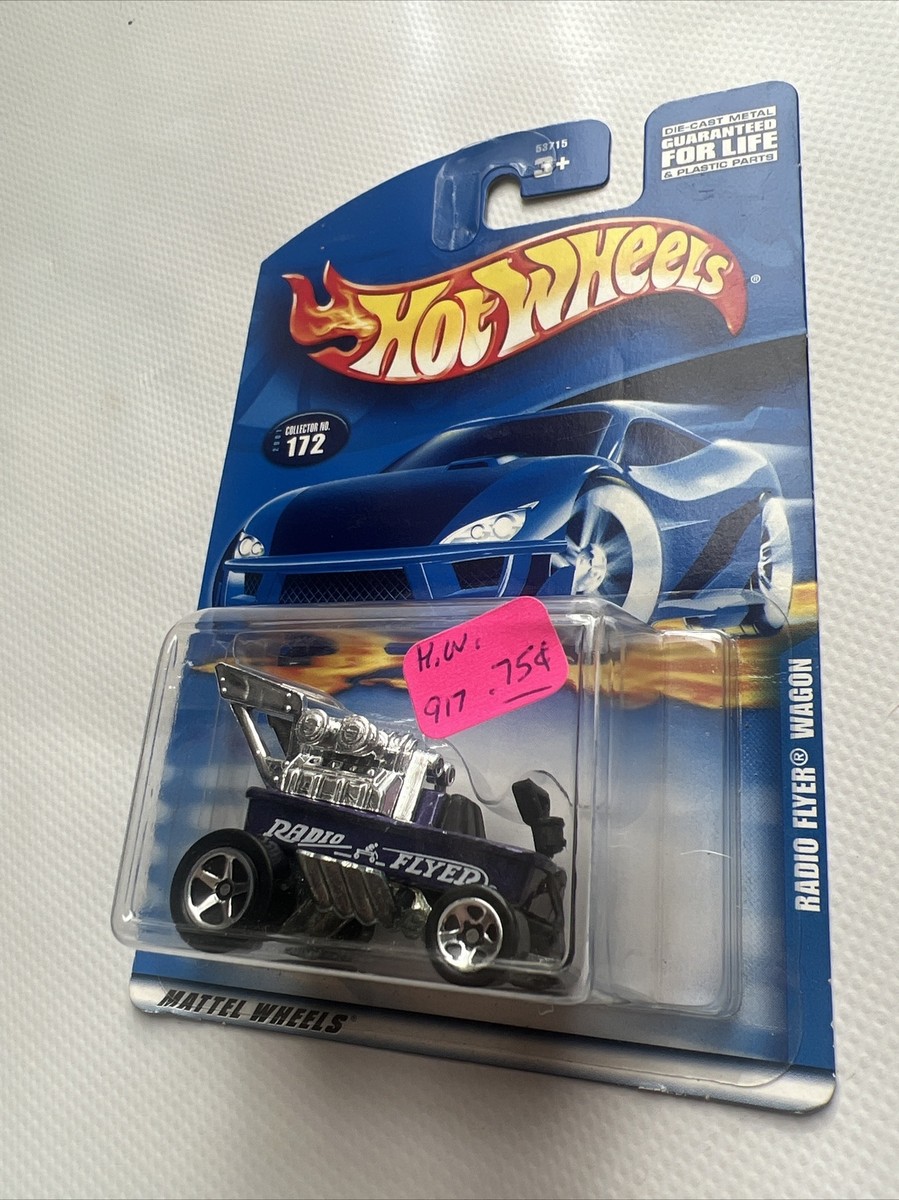 53715
3+
DIE-CAST METAL
GUARANTEED
FOR LIFE
& PLASTIC PARTS
HOT WHEELS®
2001
COLLECTOR NO.
172
H.W.
917 .75¢
RADIO FLYER
RADIO FLYER® WAGON
MATTEL WHEELS®